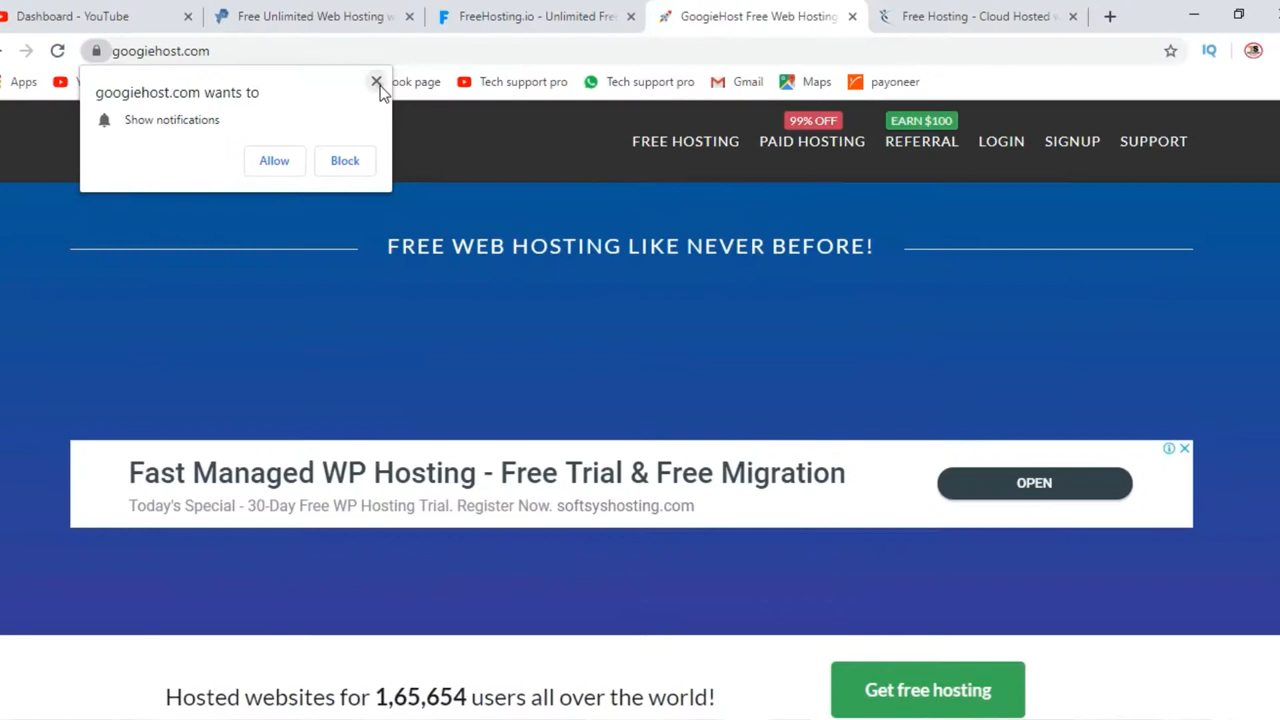 Dashboard - YouTube
Free Unlimited Web Hosting w
FreeHosting.io - Unlimited Fre
GoogieHost Free Web Hosting
Free Hosting - Cloud Hosted w
googiehost.com
IQ
Apps
ook page
Tech support pro
Tech support pro
Gmail
Maps
payoneer
googiehost.com wants to
Show notifications
Allow
Block
99% OFF
EARN $100
FREE HOSTING
PAID HOSTING
REFERRAL
LOGIN
SIGNUP
SUPPORT
FREE WEB HOSTING LIKE NEVER BEFORE!
Fast Managed WP Hosting - Free Trial & Free Migration
Today's Special - 30-Day Free WP Hosting Trial. Register Now. softsyshosting.com
OPEN
Hosted websites for 1,65,654 users all over the world!
Get free hosting